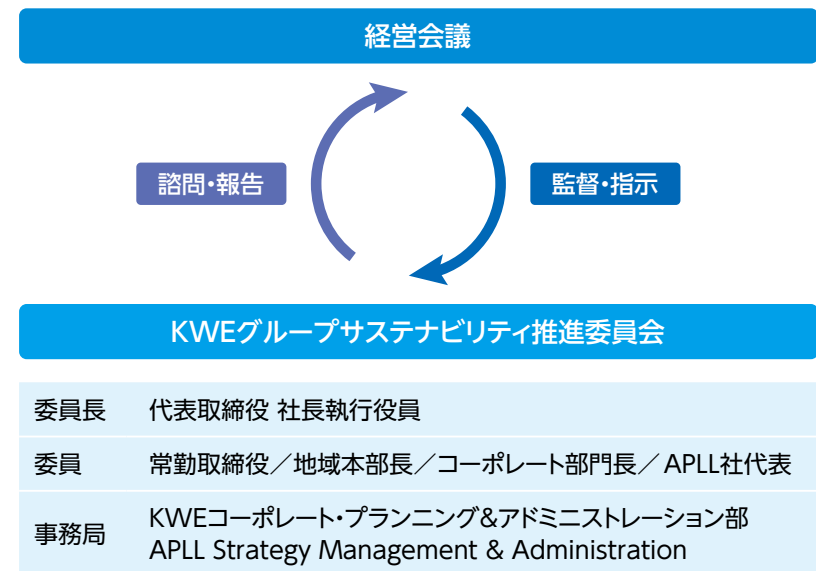 経営会議
諮問・報告
監督・指示
KWEグループサステナビリティ推進委員会
委員長 代表取締役 社長執行役員
委員 常勤取締役／地域本部長／コーポレート部門長／APLL社代表
事務局 KWEコーポレート・プランニング&アドミニストレーション部
APLL Strategy Management & Administration